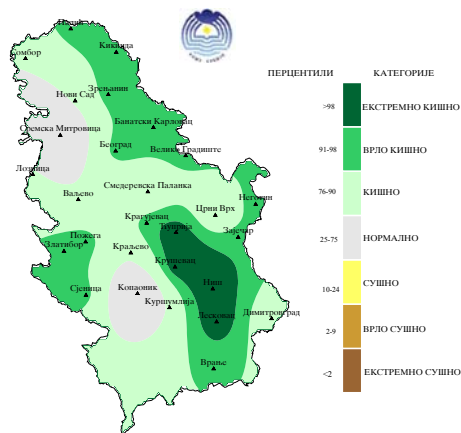 Палић
Кикинда
Сомбор
Зрењанин
Нови Сад
Банатски Карловац
Сремска Митровица
Београд
Велико Градиште
Лозница
Смедеревска Паланка
Ваљево
Неготин
Црни Врх
Крагујевац
Ћуприја
Зајечар
Пожега
Златибор
Краљево
Крушевац
Сјеница
Копаоник
Ниш
Куршумлија
Лесковац
Димитровград
Врање
ПЕРЦЕНТИЛИ КАТЕГОРИЈЕ
>98 ЕКСТРЕМНО КИШНО
91-98 ВРЛО КИШНО
76-90 КИШНО
25-75 НОРМАЛНО
10-24 СУШНО
2-9 ВРЛО СУШНО
<2 ЕКСТРЕМНО СУШНО